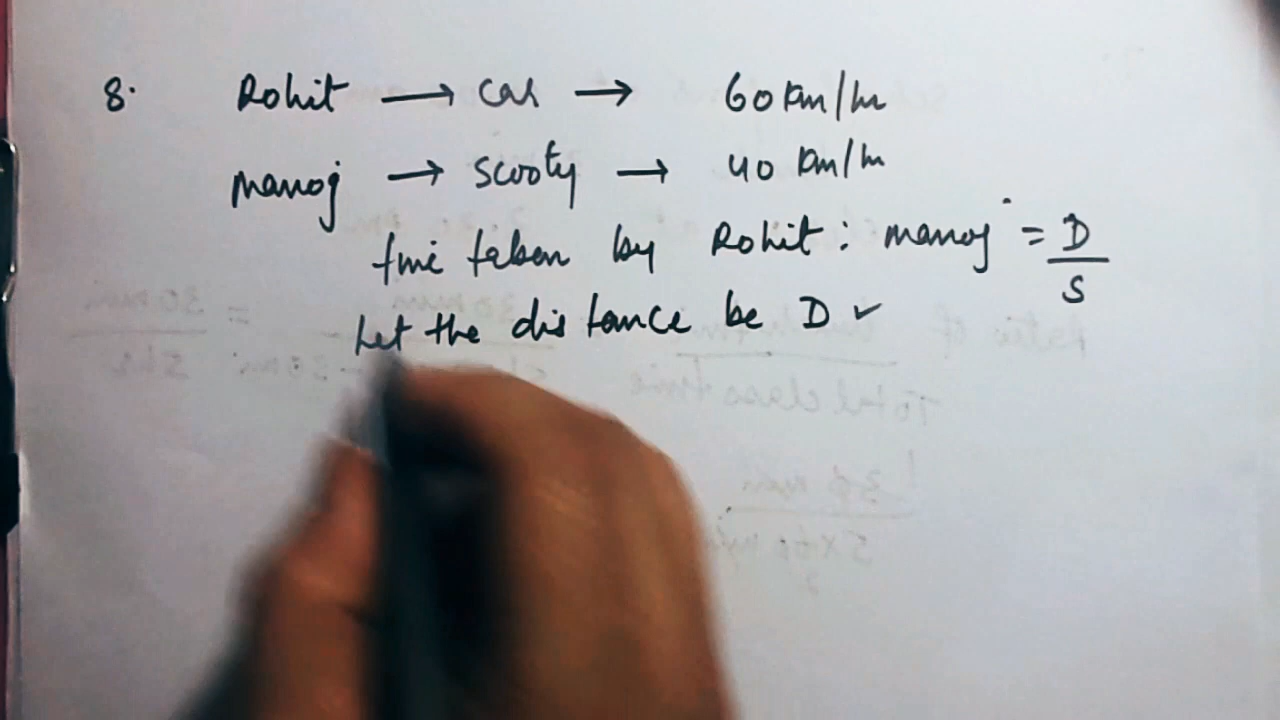 8. Rohit → Car → 60 km/hr
Manoj → Scooty → 40 km/hr
time taken by Rohit : Manoj = D/S
Let the distance be D ✓